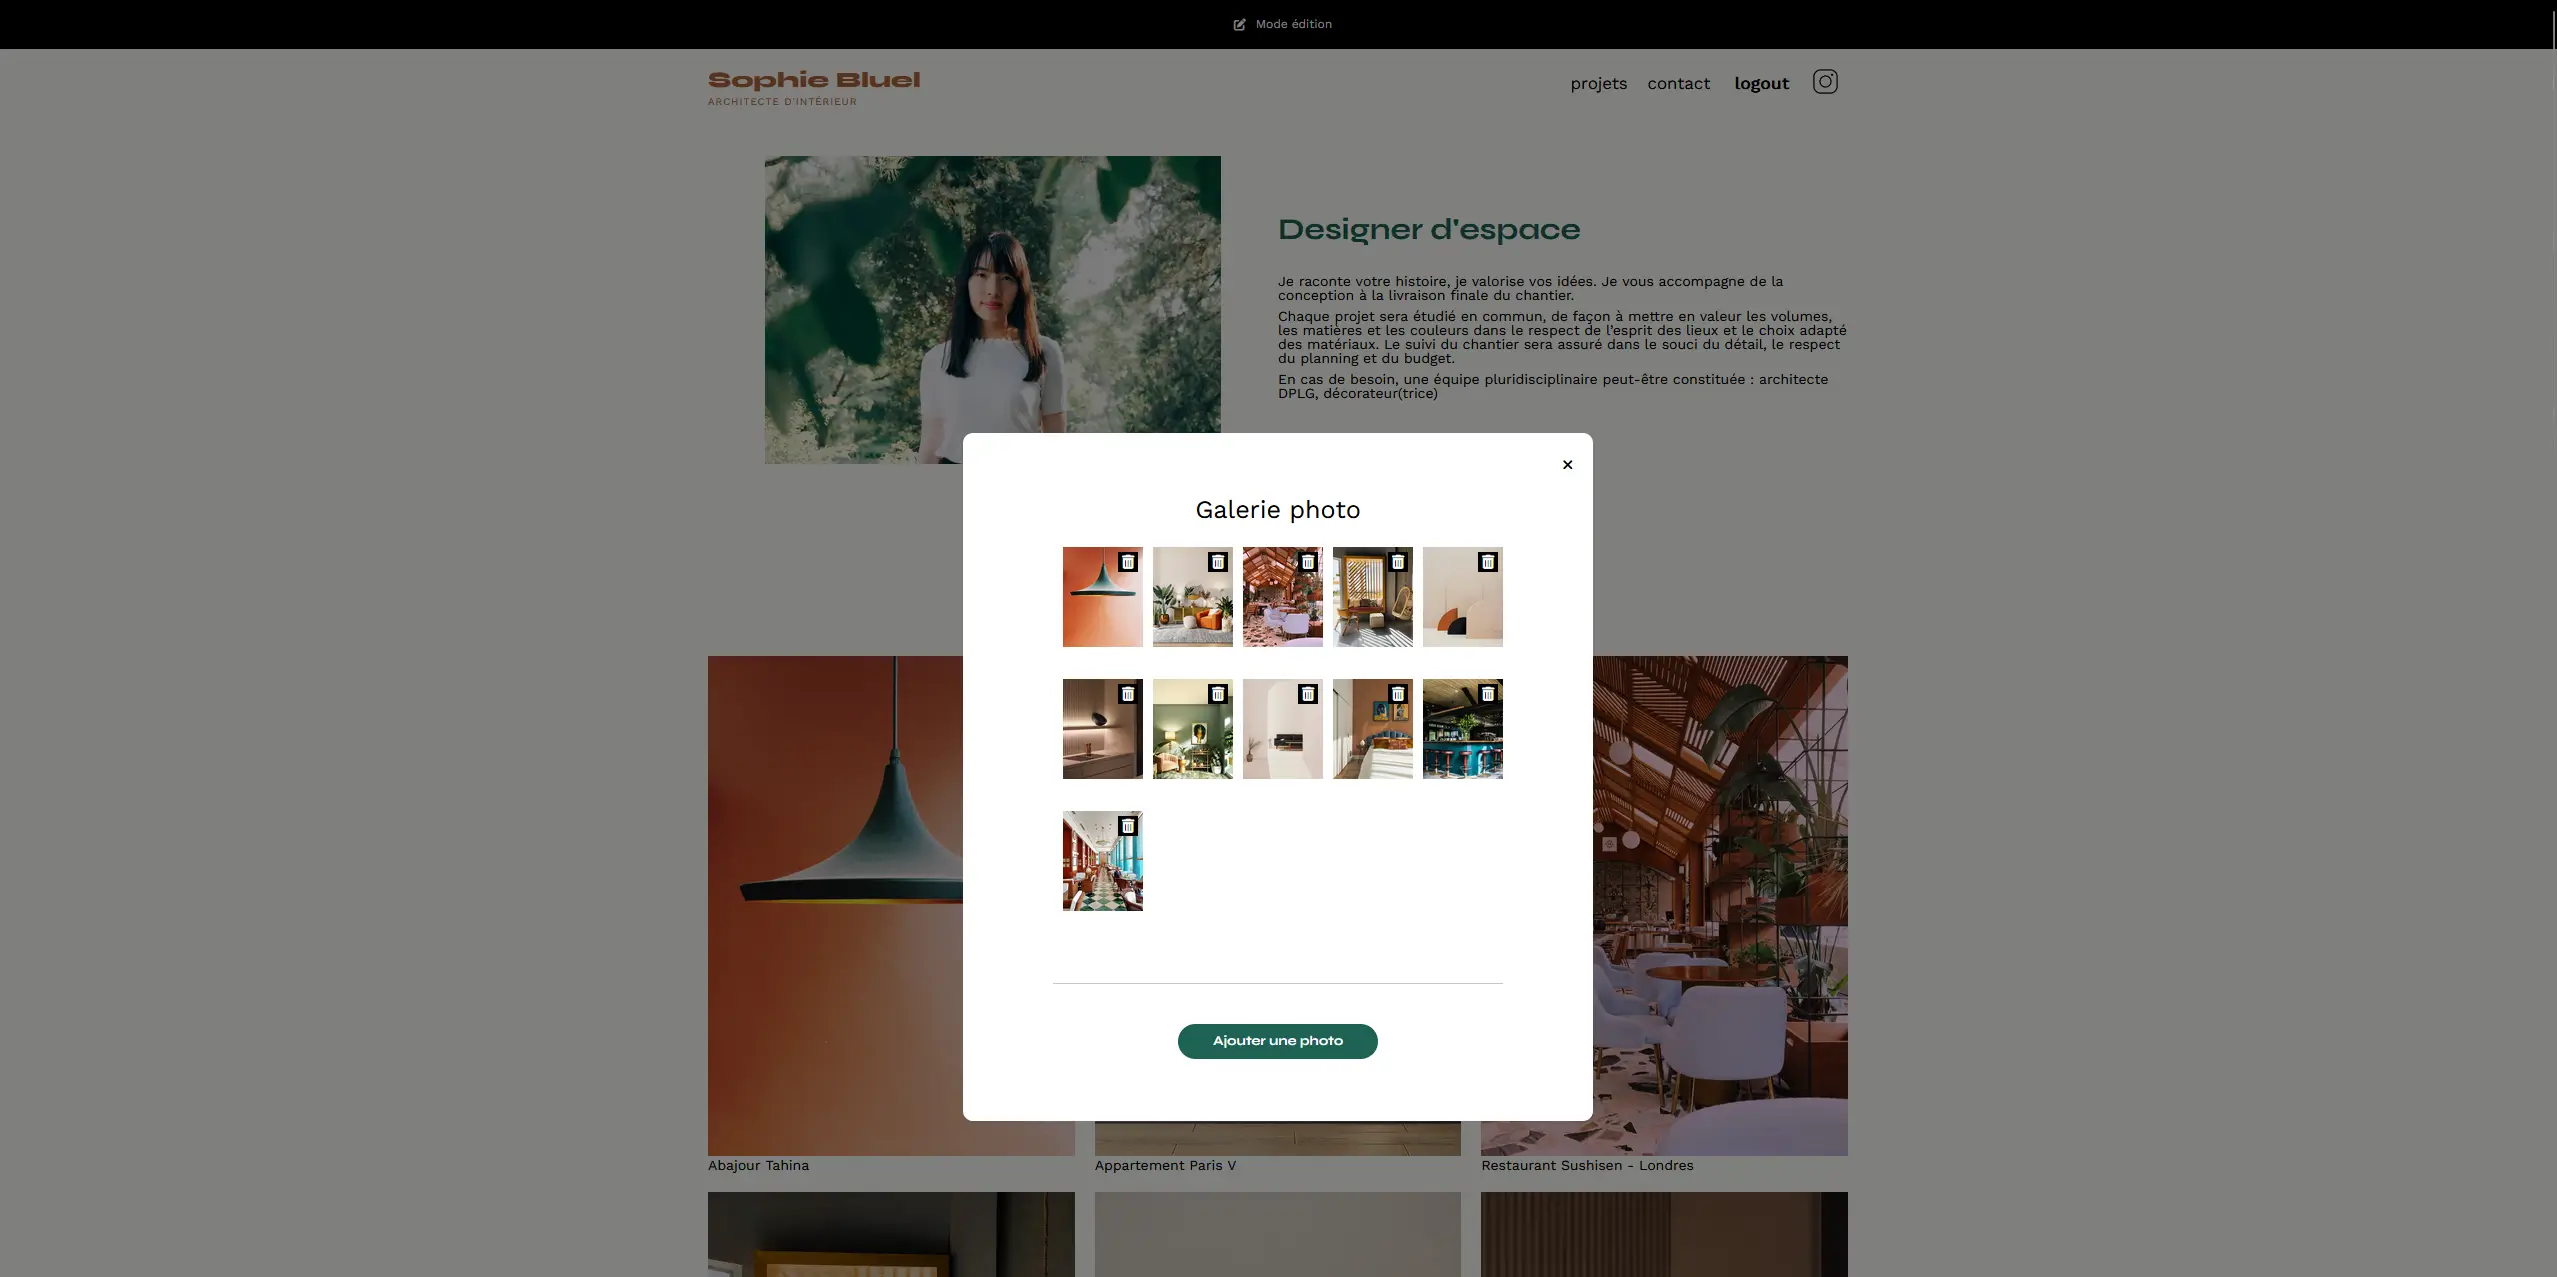 Mode édition
Sophie Bluel
ARCHITECTE D'INTÉRIEUR
projets contact logout
Designer d'espace
Je raconte votre histoire, je valorise vos idées. Je vous accompagne de la
conception à la livraison finale du chantier.
Chaque projet sera étudié en commun, de façon à mettre en valeur les volumes,
les matières et les couleurs dans le respect de l’esprit des lieux et le choix adapté
des matériaux. Le suivi du chantier sera assuré dans le souci du détail, le respect
du planning et du budget.
En cas de besoin, une équipe pluridisciplinaire peut-être constituée : architecte
DPLG, décorateur(trice)
Galerie photo
Ajouter une photo
Abajour Tahina
Appartement Paris V
Restaurant Sushisen - Londres